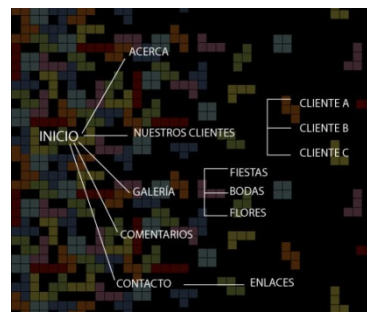 ACERCA
INICIO
NUESTROS CLIENTES
CLIENTE A
CLIENTE B
CLIENTE C
GALERÍA
FIESTAS
BODAS
FLORES
COMENTARIOS
CONTACTO
ENLACES